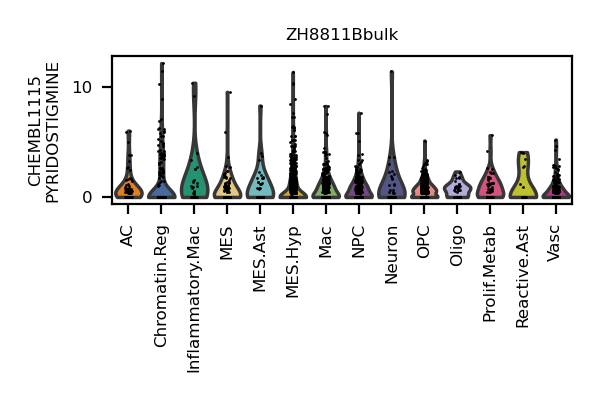 ZH8811Bbulk
CHEMBL1115
PYRIDOSTIGMINE
10
0
AC
Chromatin.Reg
Inflammatory.Mac
MES
MES.Ast
MES.Hyp
Mac
NPC
Neuron
OPC
Oligo
Prolif.Metab
Reactive.Ast
Vasc